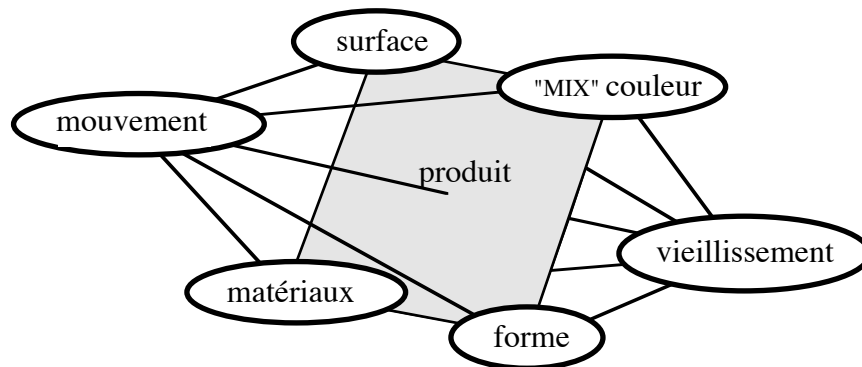 surface
"MIX" couleur
mouvement
produit
vieillissement
matériaux
forme